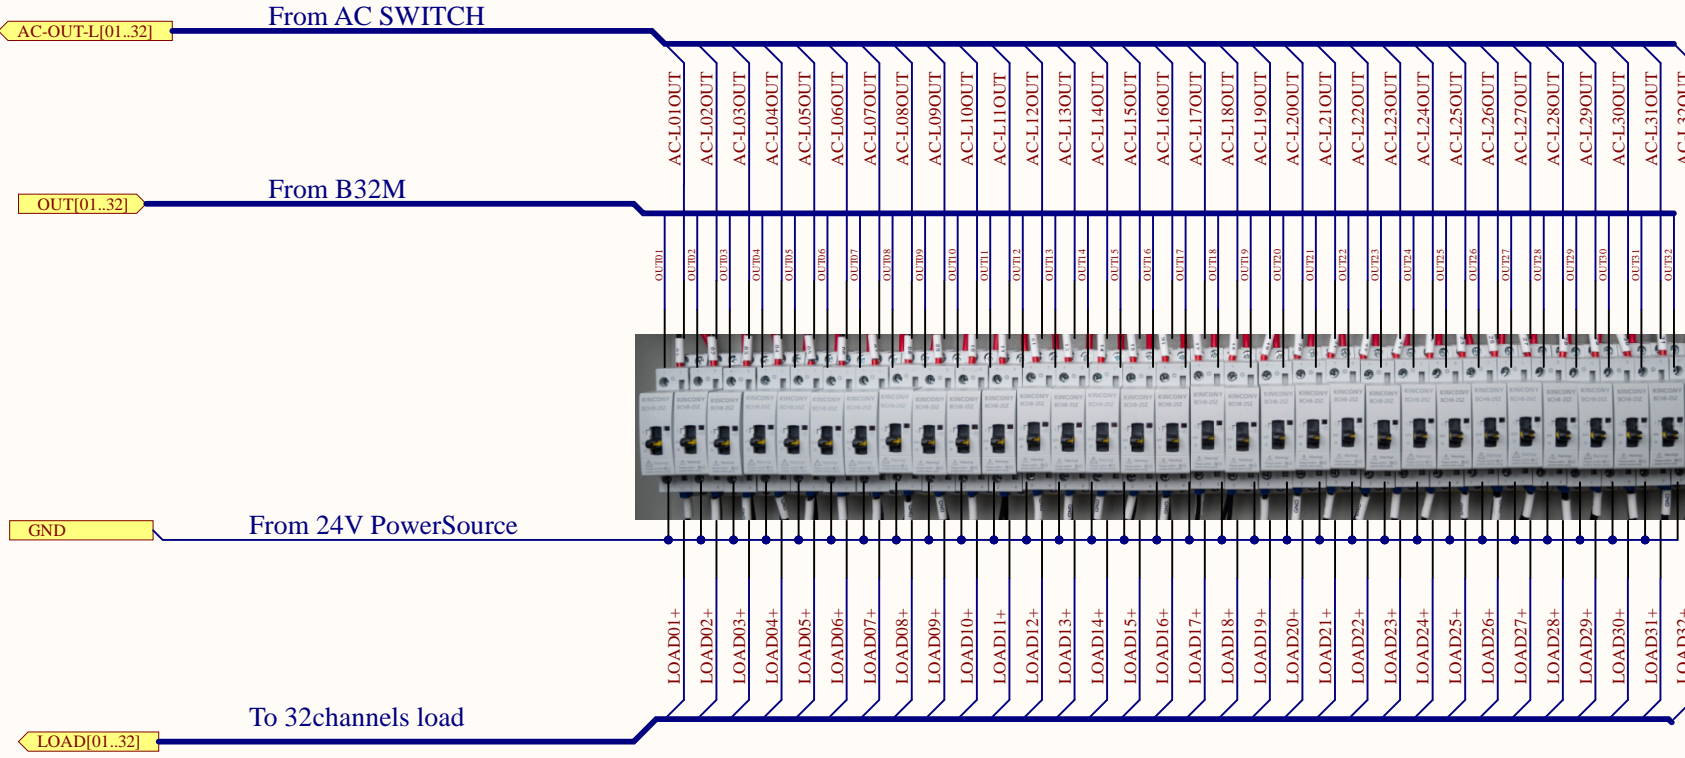 From AC SWITCH
AC-OUT-L[01..32]
AC-L01OUT
AC-L02OUT
AC-L03OUT
AC-L04OUT
AC-L05OUT
AC-L06OUT
AC-L07OUT
AC-L08OUT
AC-L09OUT
AC-L10OUT
AC-L11OUT
AC-L12OUT
AC-L13OUT
AC-L14OUT
AC-L15OUT
AC-L16OUT
AC-L17OUT
AC-L18OUT
AC-L19OUT
AC-L20OUT
AC-L21OUT
AC-L22OUT
AC-L23OUT
AC-L24OUT
AC-L25OUT
AC-L26OUT
AC-L27OUT
AC-L28OUT
AC-L29OUT
AC-L30OUT
AC-L31OUT
AC-L32OUT
From B32M
OUT[01..32]
OUT01
OUT02
OUT03
OUT04
OUT05
OUT06
OUT07
OUT08
OUT09
OUT10
OUT11
OUT12
OUT13
OUT14
OUT15
OUT16
OUT17
OUT18
OUT19
OUT20
OUT21
OUT22
OUT23
OUT24
OUT25
OUT26
OUT27
OUT28
OUT29
OUT30
OUT31
OUT32
KINCONY
From 24V PowerSource
GND
LOAD01+
LOAD02+
LOAD03+
LOAD04+
LOAD05+
LOAD06+
LOAD07+
LOAD08+
LOAD09+
LOAD10+
LOAD11+
LOAD12+
LOAD13+
LOAD14+
LOAD15+
LOAD16+
LOAD17+
LOAD18+
LOAD19+
LOAD20+
LOAD21+
LOAD22+
LOAD23+
LOAD24+
LOAD25+
LOAD26+
LOAD27+
LOAD28+
LOAD29+
LOAD30+
LOAD31+
LOAD32+
To 32channels load
LOAD[01..32]